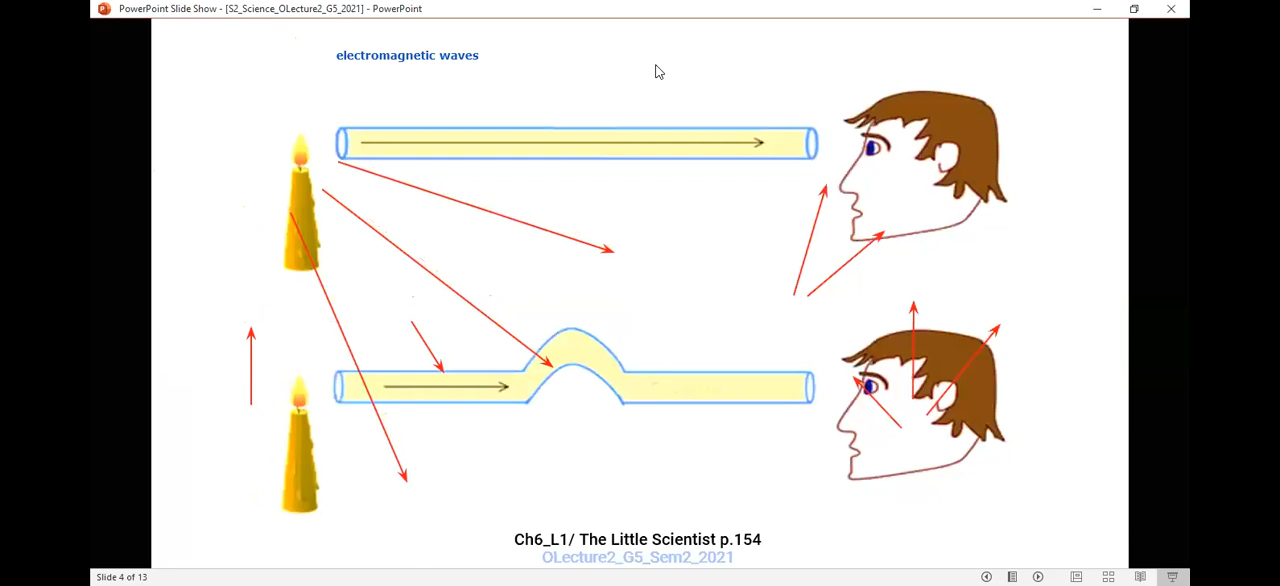 PowerPoint Slide Show - [S2_Science_OLecture2_G5_2021] - PowerPoint
electromagnetic waves
Ch6_L1/ The Little Scientist p.154
OLecture2_G5_Sem2_2021
Slide 4 of 13